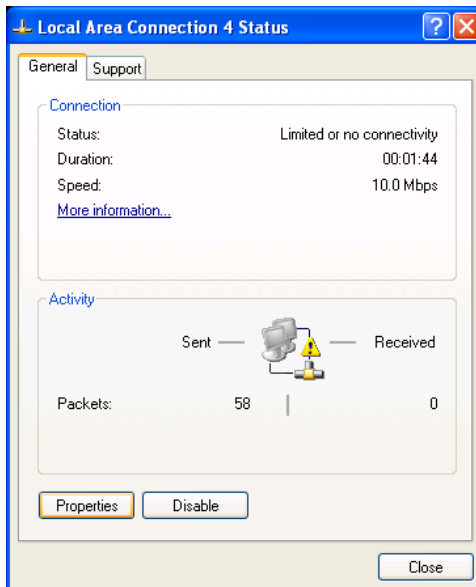 Local Area Connection 4 Status
General Support
Connection
Status: Limited or no connectivity
Duration: 00:01:44
Speed: 10.0 Mbps
More information...
Activity
Sent Received
Packets: 58 0
Properties Disable
Close